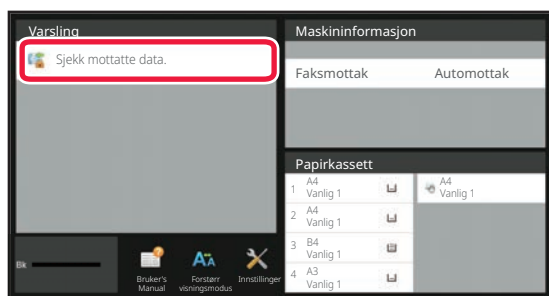 Varsling
Sjekk mottatte data.
Maskininformasjon
Faksmottak Automottak
Papirkassett
1 A4
Vanlig 1
A4
Vanlig 1
2 A4
Vanlig 1
3 B4
Vanlig 1
4 A3
Vanlig 1
Bk
Bruker's
Manual
Forstørr
visningsmodus
Innstillinger